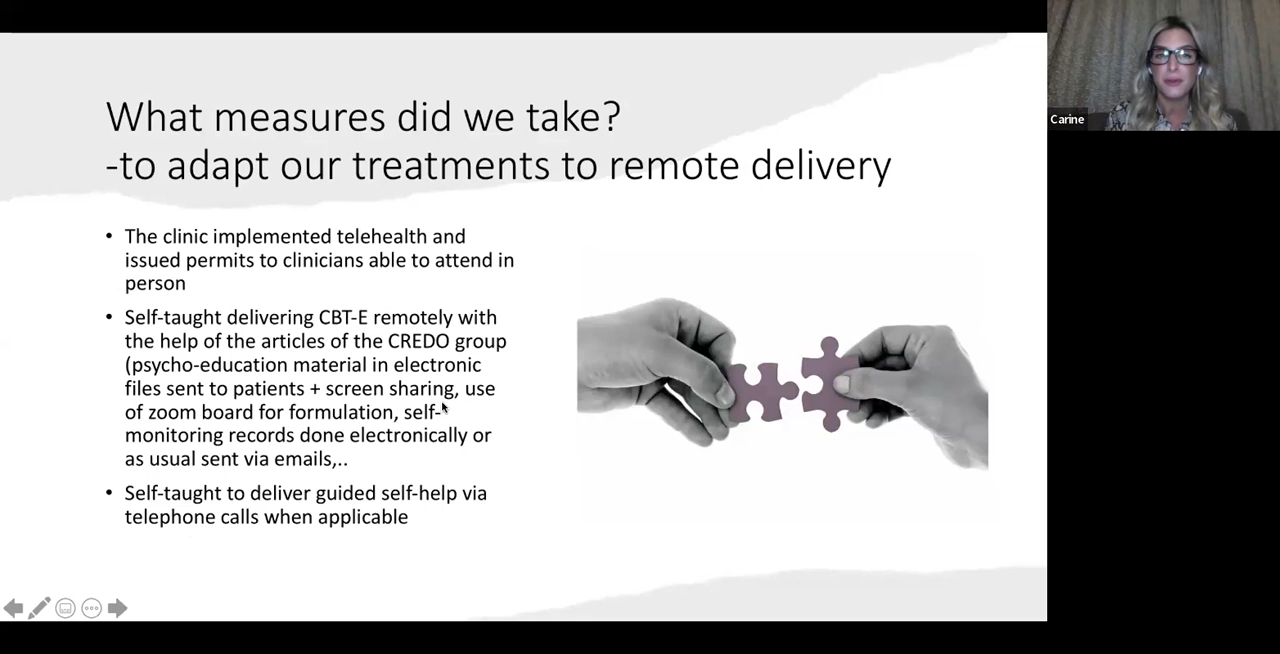 What measures did we take?
-to adapt our treatments to remote delivery
• The clinic implemented telehealth and
issued permits to clinicians able to attend in
person
• Self-taught delivering CBT-E remotely with
the help of the articles of the CREDO group
(psycho-education material in electronic
files sent to patients + screen sharing, use
of zoom board for formulation, self-
monitoring records done electronically or
as usual sent via emails,..
• Self-taught to deliver guided self-help via
telephone calls when applicable
Carine